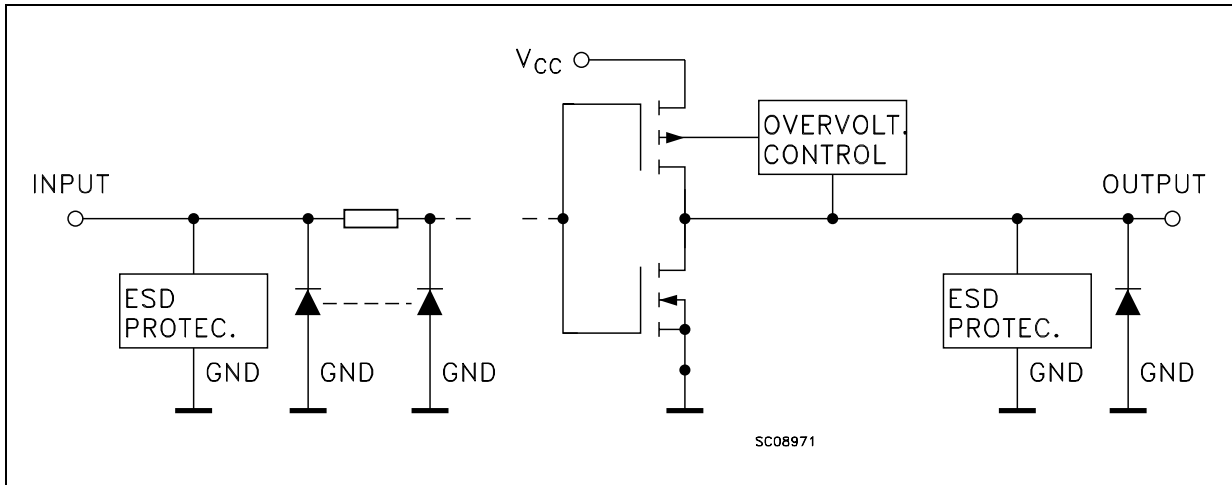 VCC
OVERVOLT.
CONTROL
INPUT
OUTPUT
ESD
PROTEC.
ESD
PROTEC.
GND
GND
GND
GND
GND
SC08971